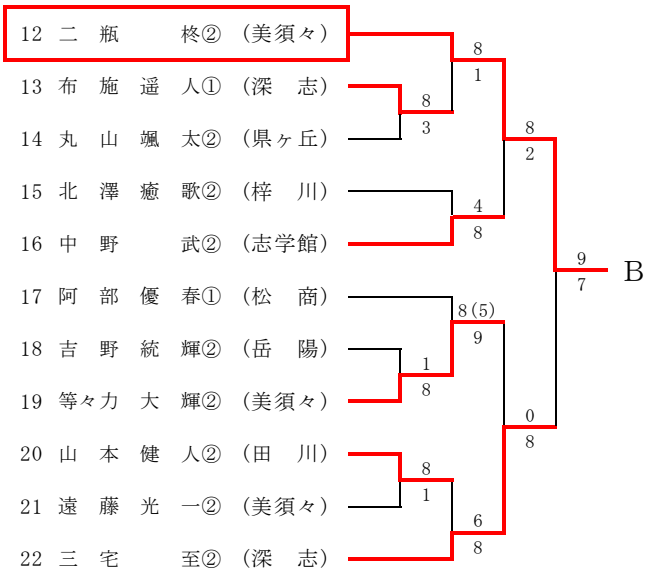 12 二 瓶 柊② (美須々)
8
13 布 施 遥 人① (深 志)
1
8
3
14 丸 山 颯 太② (県ヶ丘)
8
2
15 北 澤 癒 歌② (梓 川)
4
16 中 野 武② (志学館)
8
9
B
7
17 阿 部 優 春① (松 商)
8(5)
9
18 吉 野 統 輝② (岳 陽)
1
8
19 等々力 大 輝② (美須々)
0
8
20 山 本 健 人② (田 川)
8
1
21 遠 藤 光 一② (美須々)
6
8
22 三 宅 至② (深 志)